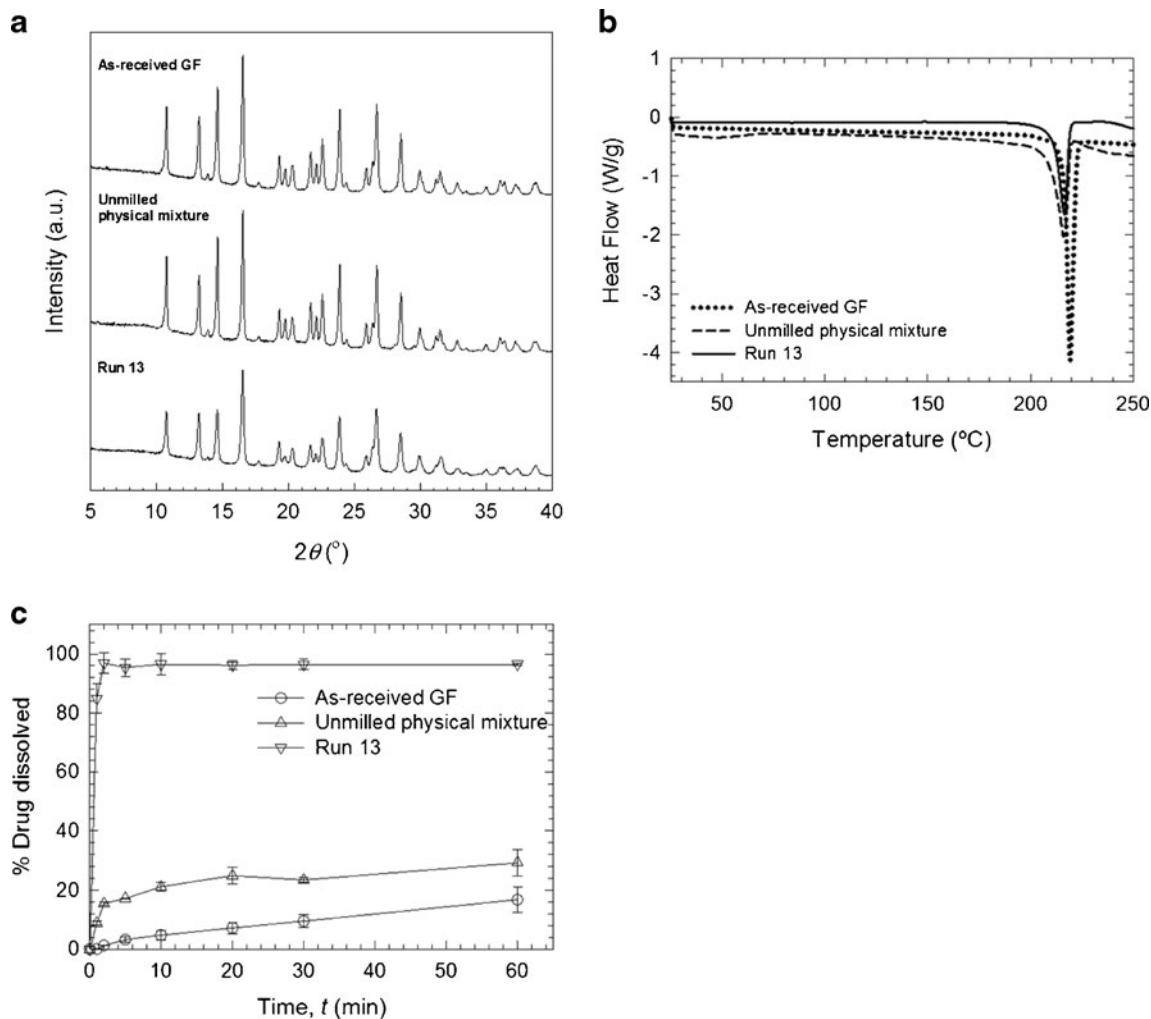 a
As-received GF
Unmilled
physical mixture
Run 13
Intensity (a.u.)
5 10 15 20 25 30 35 40
2θ (°)
b
1
0
-1
-2
-3
-4
Heat Flow (W/g)
As-received GF
Unmilled physical mixture
Run 13
50 100 150 200 250
Temperature (ºC)
c
100
80
60
40
20
0
% Drug dissolved
As-received GF
Unmilled physical mixture
Run 13
0 10 20 30 40 50 60
Time, t (min)